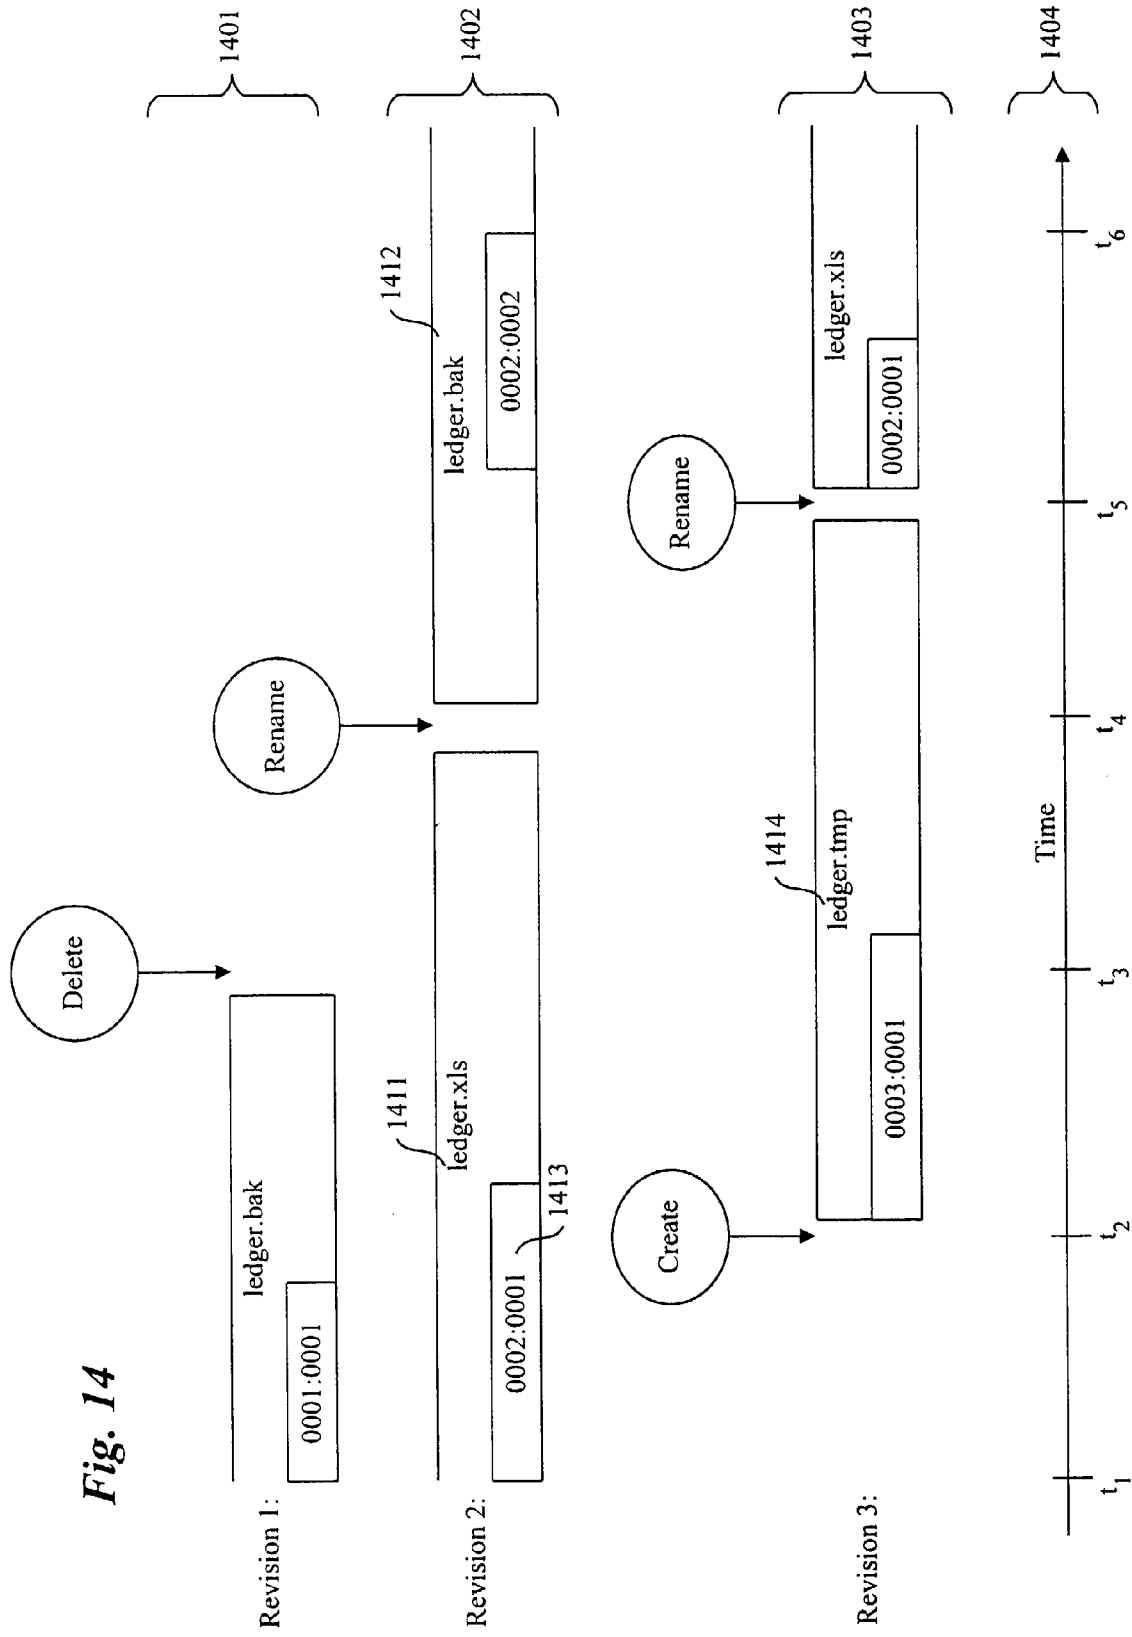 Fig. 14
Delete
Rename
1401
Revision 1:
ledger.bak
0001:0001
1411
1412
1402
Revision 2:
ledger.xls
ledger.bak
0002:0001
0002:0002
1413
Create
Rename
1414
1403
Revision 3:
ledger.tmp
ledger.xls
0003:0001
0002:0001
Time
1404
t1 t2 t3 t4 t5 t6